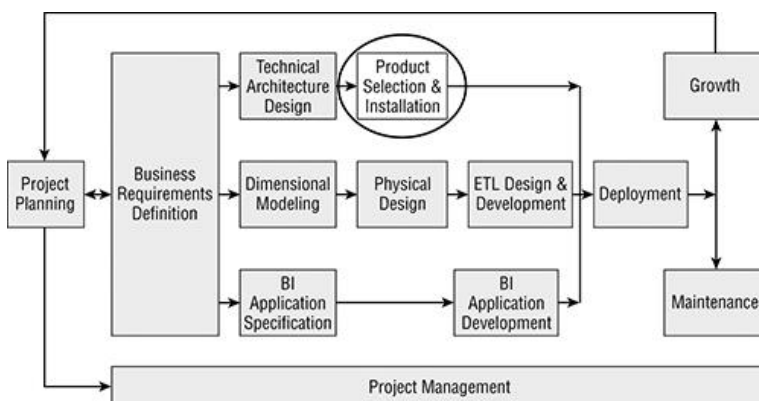 Technical
Architecture
Design
Product
Selection &
Installation
Growth
Project
Planning
Business
Requirements
Definition
Dimensional
Modeling
Physical
Design
ETL Design &
Development
Deployment
BI
Application
Specification
BI
Application
Development
Maintenance
Project Management